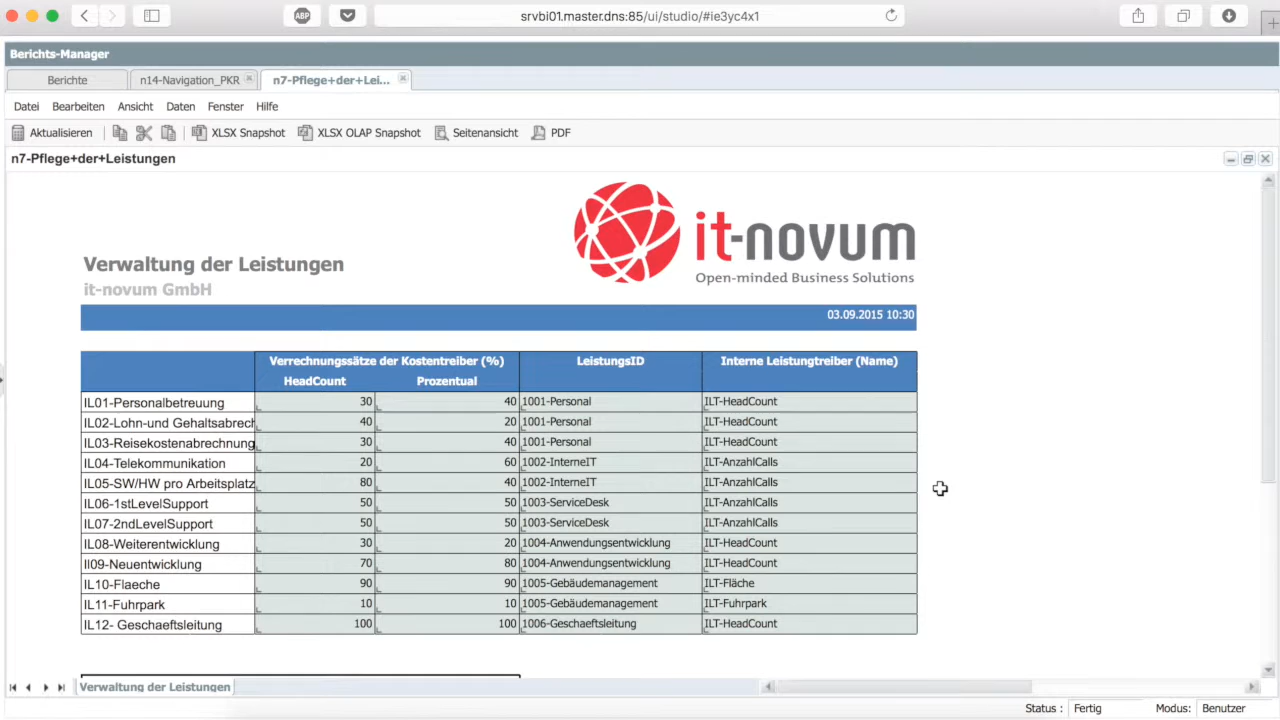 ABP
srvbi01.master.dns:85/ui/studio/#ie3yc4x1
Berichts-Manager
Berichte n14-Navigation_PKR n7-Pflege+der+Lei...
Datei Bearbeiten Ansicht Daten Fenster Hilfe
Aktualisieren XLSX Snapshot XLSX OLAP Snapshot Seitenansicht PDF
n7-Pflege+der+Leistungen
it-novum
Open-minded Business Solutions
Verwaltung der Leistungen
it-novum GmbH
03.09.2015 10:30
Verrechnungssätze der Kostentreiber (%) LeistungsID Interne Leistungtreiber (Name)
HeadCount Prozentual
IL01-Personalbetreuung 30 40 1001-Personal ILT-HeadCount
IL02-Lohn-und Gehaltsabrech 40 20 1001-Personal ILT-HeadCount
IL03-Reisekostenabrechnung 30 40 1001-Personal ILT-HeadCount
IL04-Telekommunikation 20 60 1002-InterneIT ILT-AnzahlCalls
IL05-SW/HW pro Arbeitsplatz 80 40 1002-InterneIT ILT-AnzahlCalls
IL06-1stLevelSupport 50 50 1003-ServiceDesk ILT-AnzahlCalls
IL07-2ndLevelSupport 50 50 1003-ServiceDesk ILT-AnzahlCalls
IL08-Weiterentwicklung 30 20 1004-Anwendungsentwicklung ILT-HeadCount
Il09-Neuentwicklung 70 80 1004-Anwendungsentwicklung ILT-HeadCount
IL10-Flaeche 90 90 1005-Gebäudemanagement ILT-Fläche
IL11-Fuhrpark 10 10 1005-Gebäudemanagement ILT-Fuhrpark
IL12- Geschaeftsleitung 100 100 1006-Geschaeftsleitung ILT-HeadCount
Verwaltung der Leistungen
Status : Fertig Modus: Benutzer